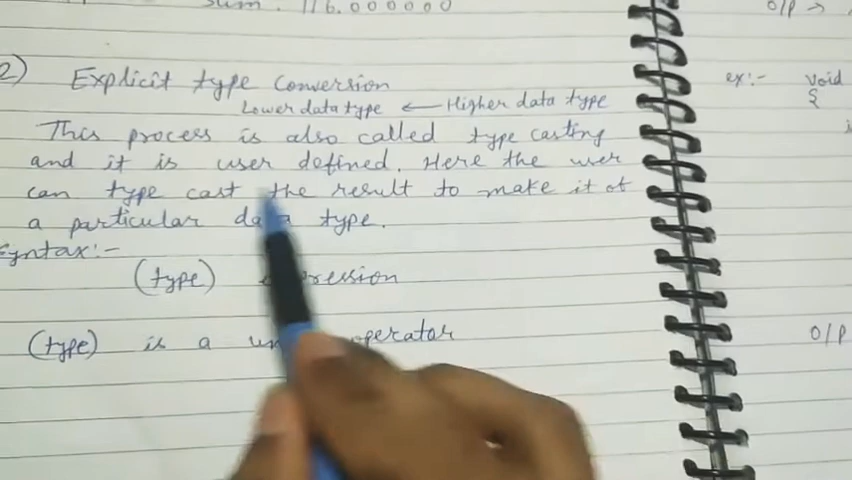 sum. 116.000000
2) Explicit type conversion
Lower data type ← Higher data type
This process is also called type casting
and it is user defined. Here the user
can type cast the result to make it of
a particular data type.
Syntax:-
(type)
(type) is a operator
O/P →
ex:- void
{
O/P